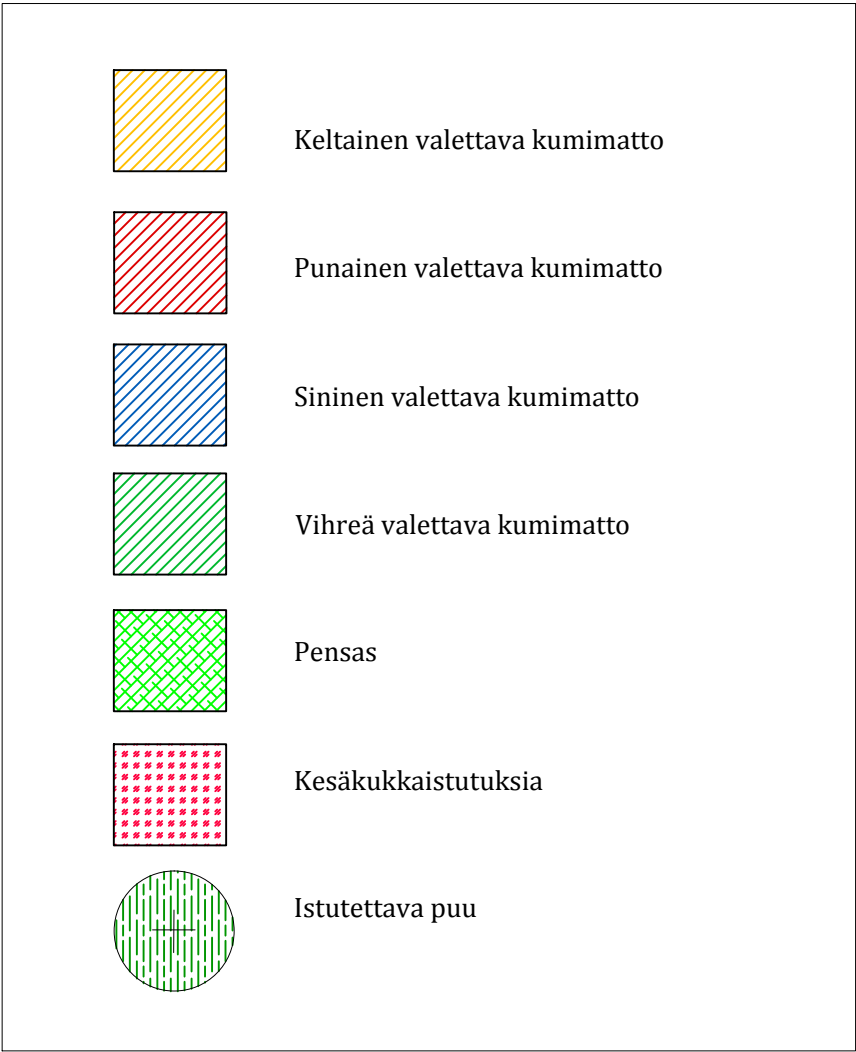 Keltainen valettava kumimatto
Punainen valettava kumimatto
Sininen valettava kumimatto
Vihreä valettava kumimatto
Pensas
Kesäkukkaistutuksia
Istutettava puu